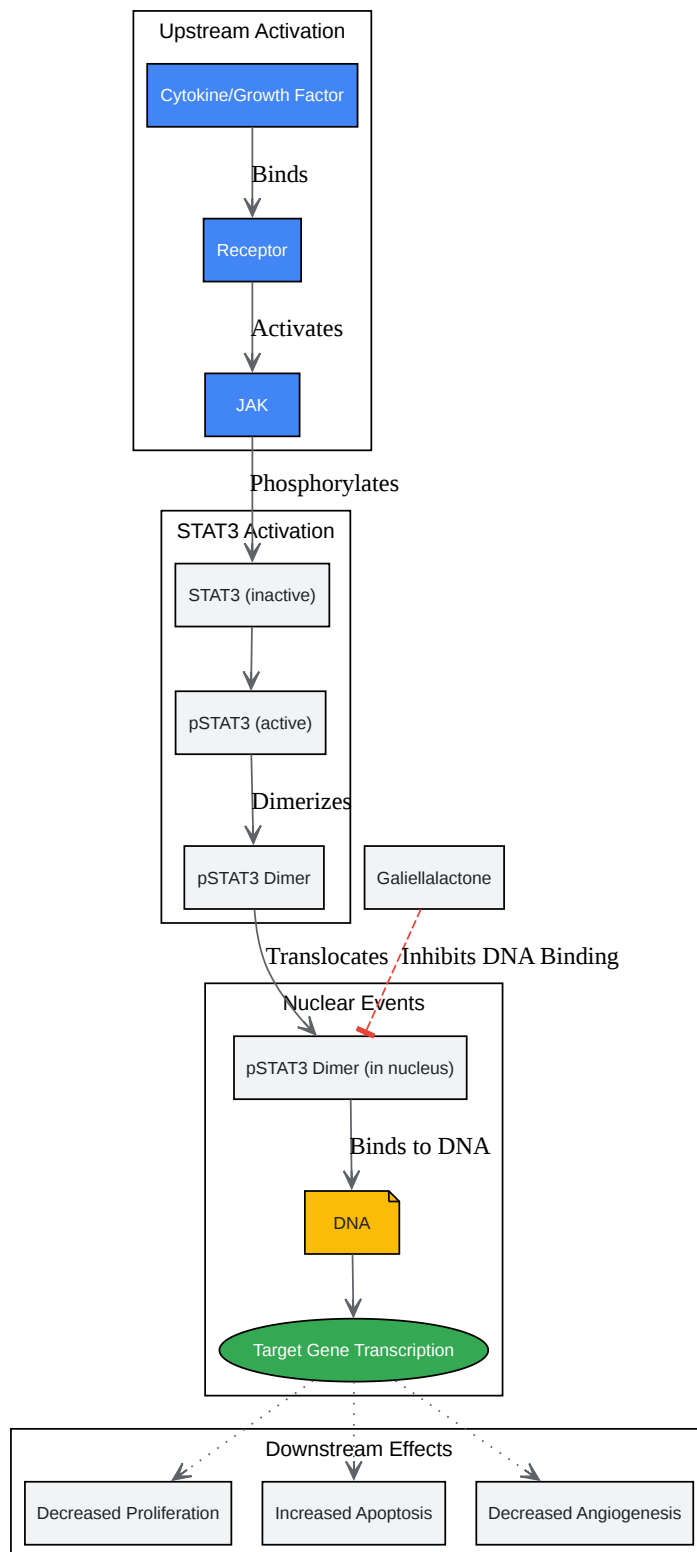 Upstream Activation
Cytokine/Growth Factor
Binds
Receptor
Activates
JAK
Phosphorylates
STAT3 Activation
STAT3 (inactive)
pSTAT3 (active)
Dimerizes
pSTAT3 Dimer
Galiellalactone
Translocates
Inhibits DNA Binding
Nuclear Events
pSTAT3 Dimer (in nucleus)
Binds to DNA
DNA
Target Gene Transcription
Downstream Effects
Decreased Proliferation
Increased Apoptosis
Decreased Angiogenesis